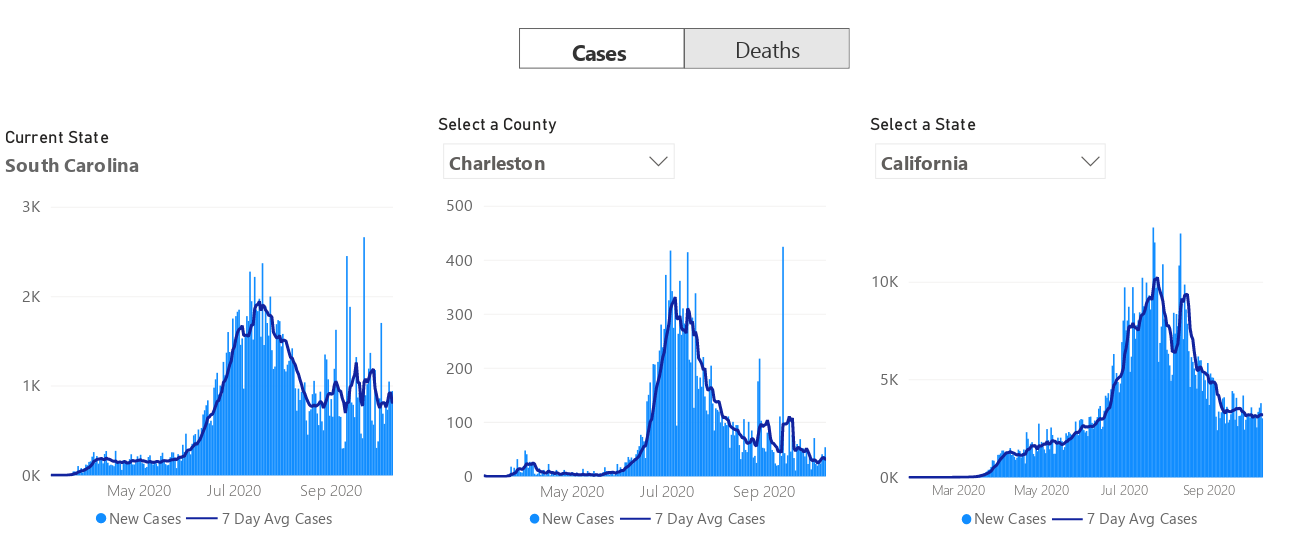 Cases Deaths
Current State
South Carolina
3K
2K
1K
0K
May 2020 Jul 2020 Sep 2020
New Cases 7 Day Avg Cases
Select a County
Charleston
500
400
300
200
100
0
May 2020 Jul 2020 Sep 2020
New Cases 7 Day Avg Cases
Select a State
California
10K
5K
0K
Mar 2020 May 2020 Jul 2020 Sep 2020
New Cases 7 Day Avg Cases